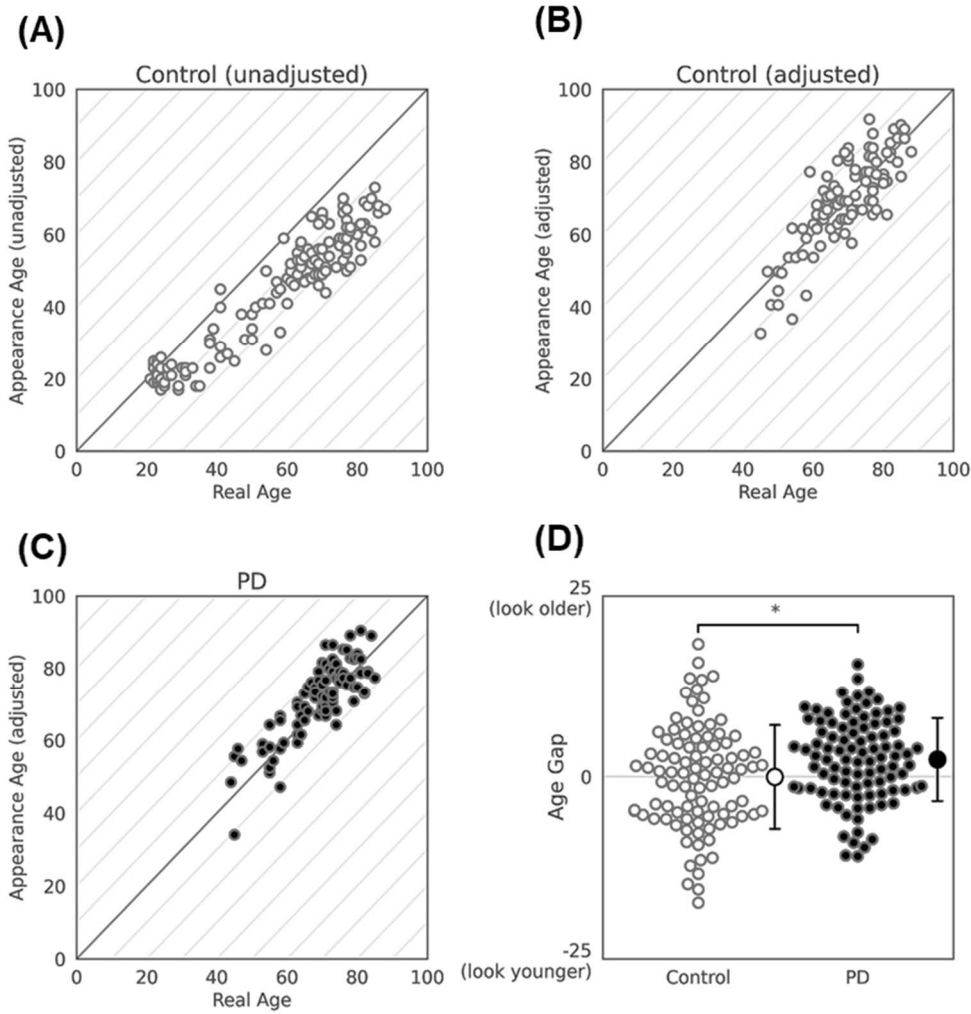 (A)
Control (unadjusted)
100
80
60
40
20
0
Appearance Age (unadjusted)
0 20 40 60 80 100
Real Age
(B)
Control (adjusted)
100
80
60
40
20
0
Appearance Age (adjusted)
0 20 40 60 80 100
Real Age
(C)
PD
100
80
60
40
20
0
Appearance Age (adjusted)
0 20 40 60 80 100
Real Age
(D)
25
(look older)
*
Age Gap
0
-25
(look younger)
Control PD